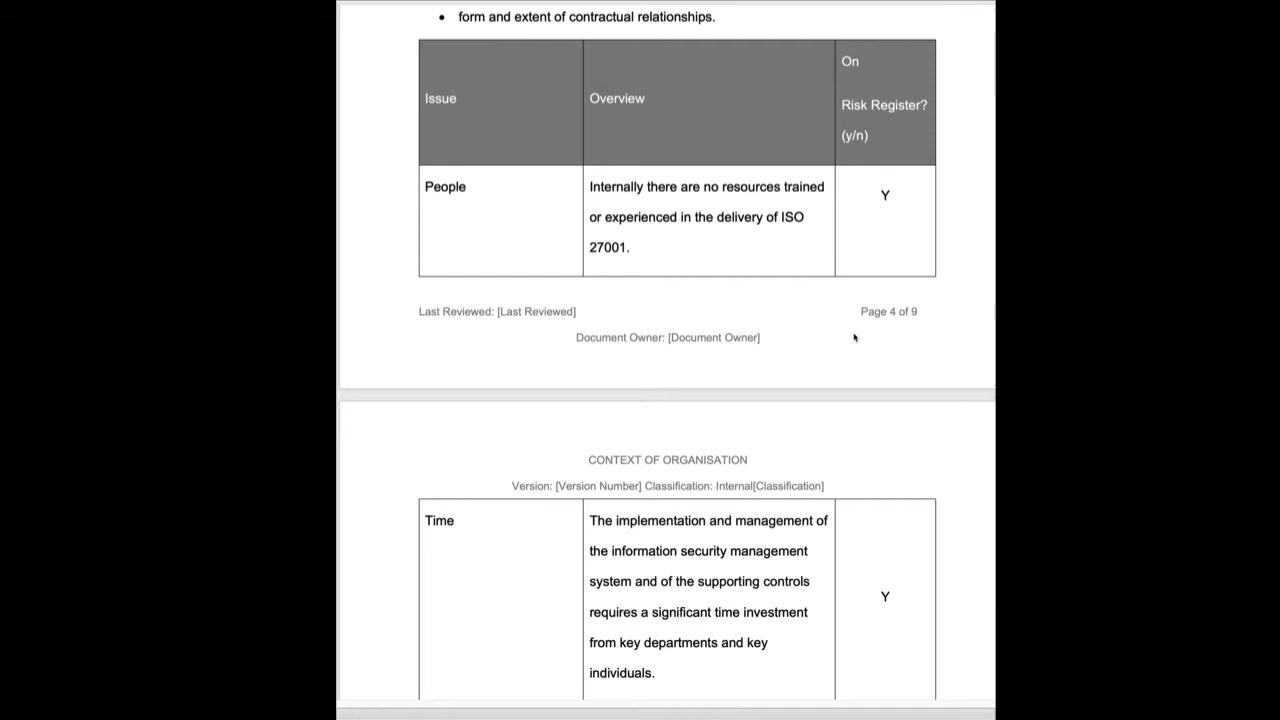 • form and extent of contractual relationships.
Issue
Overview
On
Risk Register?
(y/n)
People
Internally there are no resources trained
or experienced in the delivery of ISO
27001.
Y
Last Reviewed: [Last Reviewed]
Page 4 of 9
Document Owner: [Document Owner]
CONTEXT OF ORGANISATION
Version: [Version Number] Classification: Internal[Classification]
Time
The implementation and management of
the information security management
system and of the supporting controls
requires a significant time investment
from key departments and key
individuals.
Y